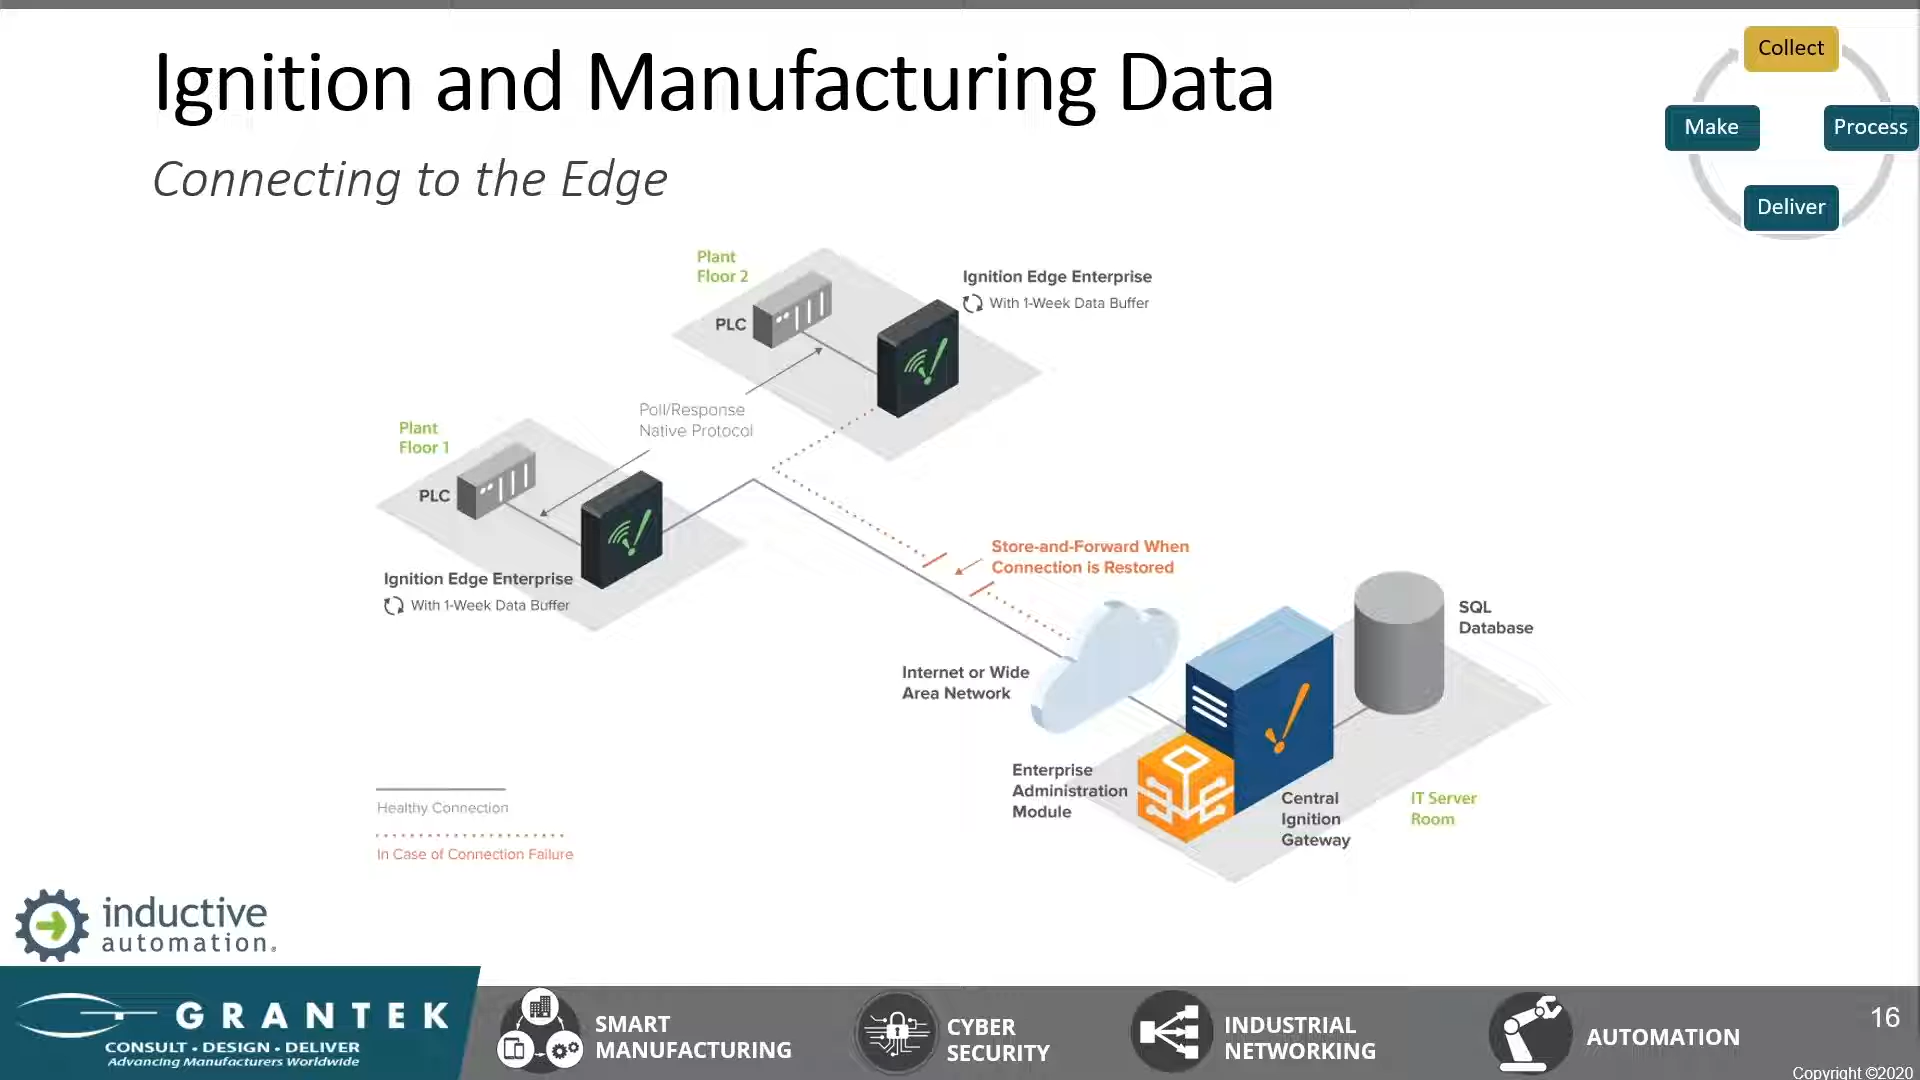 Ignition and Manufacturing Data
Connecting to the Edge
Collect
Make
Process
Deliver
Plant
Floor 2
PLC
Ignition Edge Enterprise
With 1-Week Data Buffer
Poll/Response
Native Protocol
Plant
Floor 1
PLC
Ignition Edge Enterprise
With 1-Week Data Buffer
Store-and-Forward When
Connection is Restored
SQL
Database
Internet or Wide
Area Network
Enterprise
Administration
Module
Central
Ignition
Gateway
IT Server
Room
Healthy Connection
In Case of Connection Failure
inductive
automation.
GRANTEK
CONSULT • DESIGN • DELIVER
Advancing Manufacturers Worldwide
SMART
MANUFACTURING
CYBER
SECURITY
INDUSTRIAL
NETWORKING
AUTOMATION
16
Copyright ©2020